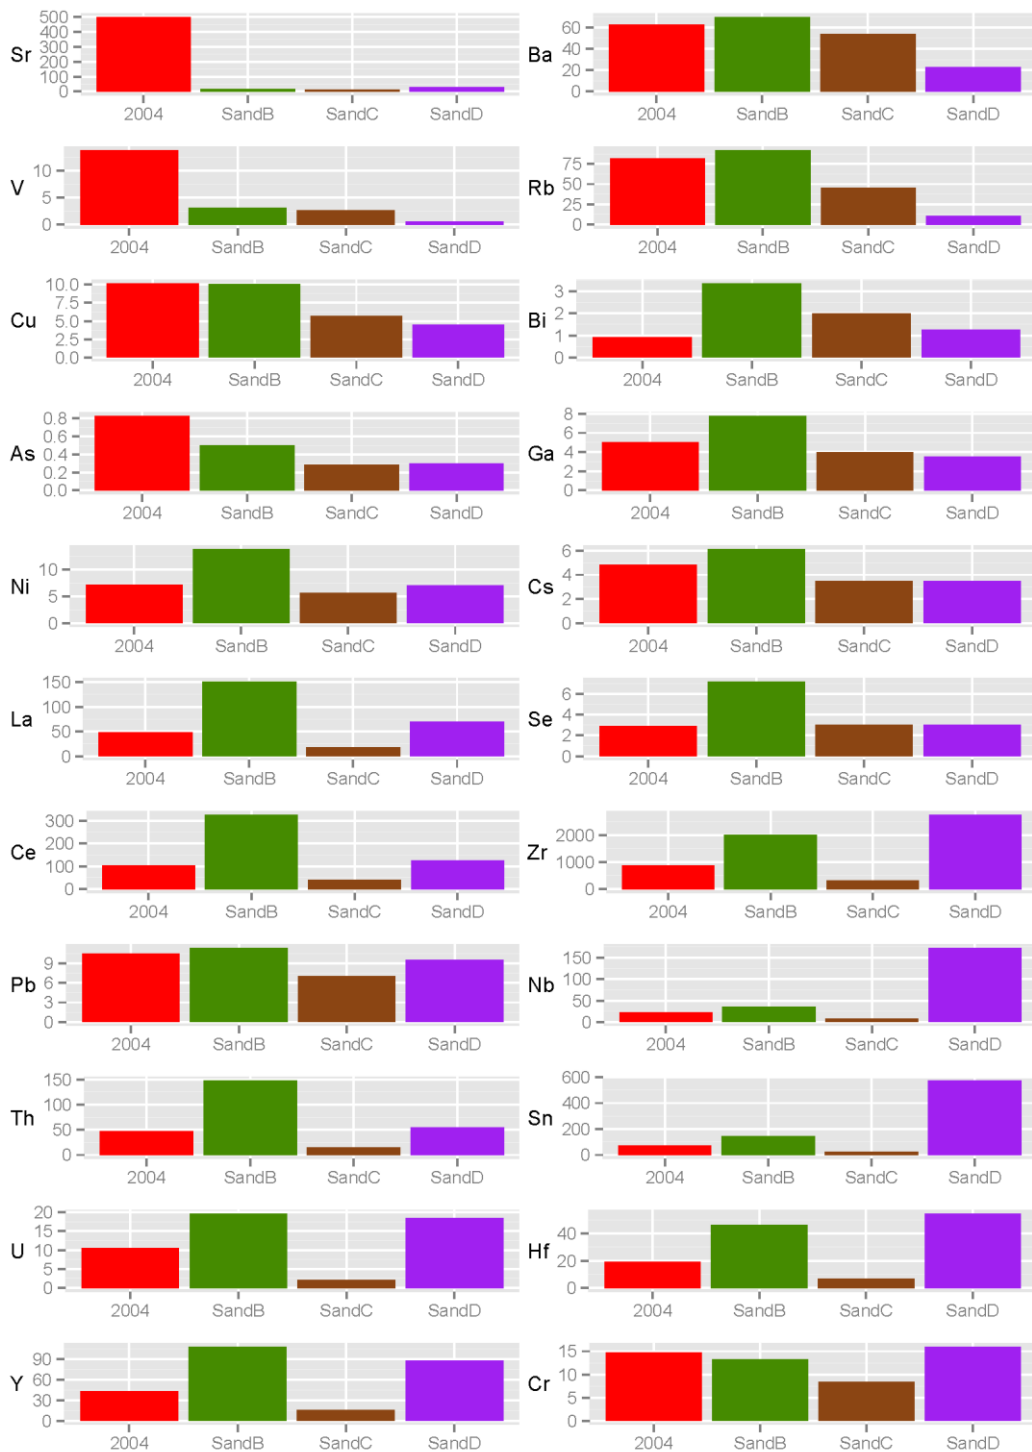 Sr
500
400
300
200
100
0
2004 SandB SandC SandD
Ba
60
40
20
0
2004 SandB SandC SandD
V
10
5
0
2004 SandB SandC SandD
Rb
75
50
25
0
2004 SandB SandC SandD
Cu
10.0
7.5
5.0
2.5
0.0
2004 SandB SandC SandD
Bi
3
2
1
0
2004 SandB SandC SandD
As
0.8
0.6
0.4
0.2
0.0
2004 SandB SandC SandD
Ga
8
6
4
2
0
2004 SandB SandC SandD
Ni
10
5
0
2004 SandB SandC SandD
Cs
6
4
2
0
2004 SandB SandC SandD
La
150
100
50
0
2004 SandB SandC SandD
Se
6
4
2
0
2004 SandB SandC SandD
Ce
300
200
100
0
2004 SandB SandC SandD
Zr
2000
1000
0
2004 SandB SandC SandD
Pb
9
6
3
0
2004 SandB SandC SandD
Nb
150
100
50
0
2004 SandB SandC SandD
Th
150
100
50
0
2004 SandB SandC SandD
Sn
600
400
200
0
2004 SandB SandC SandD
U
20
15
10
5
0
2004 SandB SandC SandD
Hf
40
20
0
2004 SandB SandC SandD
Y
90
60
30
0
2004 SandB SandC SandD
Cr
15
10
5
0
2004 SandB SandC SandD